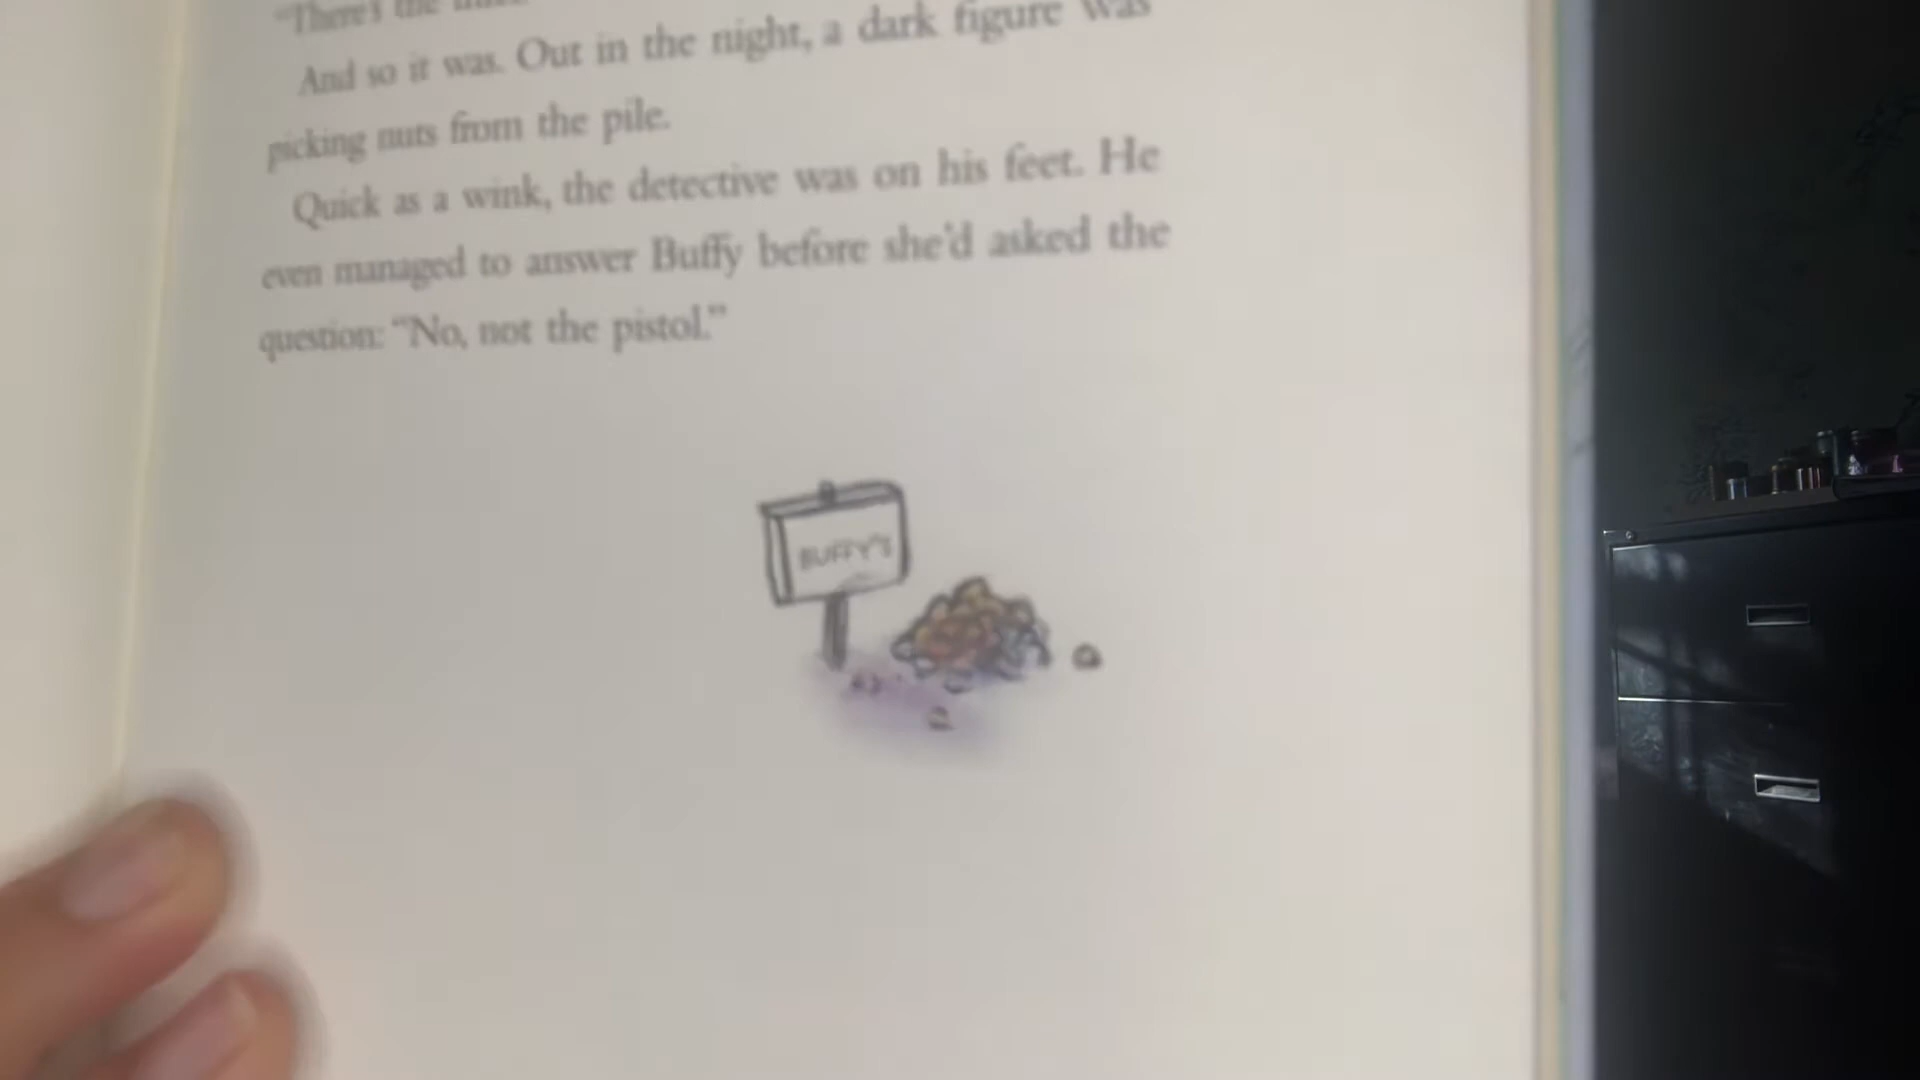 "There's the
And so it was. Out in the night, a dark figure was
picking nuts from the pile.
Quick as a wink, the detective was on his feet. He
even managed to answer Buffy before she'd asked the
question: "No, not the pistol."
BUFFY'S